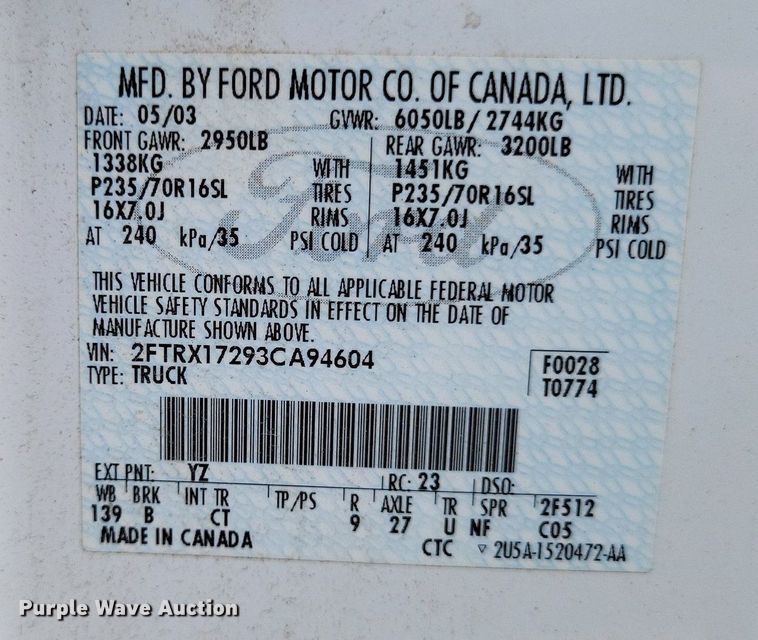 MFD. BY FORD MOTOR CO. OF CANADA, LTD.
DATE: 05/03 GVWR: 6050LB/ 2744KG
FRONT GAWR: 2950LB REAR GAWR: 3200LB
1338KG WITH 1451KG WITH
P235/70R16SL TIRES P235/70R16SL TIRES
16X7.0J RIMS 16X7.0J RIMS
AT 240 kPa/35 PSI COLD AT 240 kPa/35 PSI COLD
Ford
THIS VEHICLE CONFORMS TO ALL APPLICABLE FEDERAL MOTOR
VEHICLE SAFETY STANDARDS IN EFFECT ON THE DATE OF
MANUFACTURE SHOWN ABOVE.
VIN: 2FTRX17293CA94604 F0028
TYPE: TRUCK T0774
EXT PNT: YZ RC: 23 DSO:
WB BRK INT TR TP/PS R AXLE TR SPR 2F512
139 B CT 9 27 U NF C05
MADE IN CANADA CTC ▽ 2U5A-1520472-AA
Purple Wave Auction